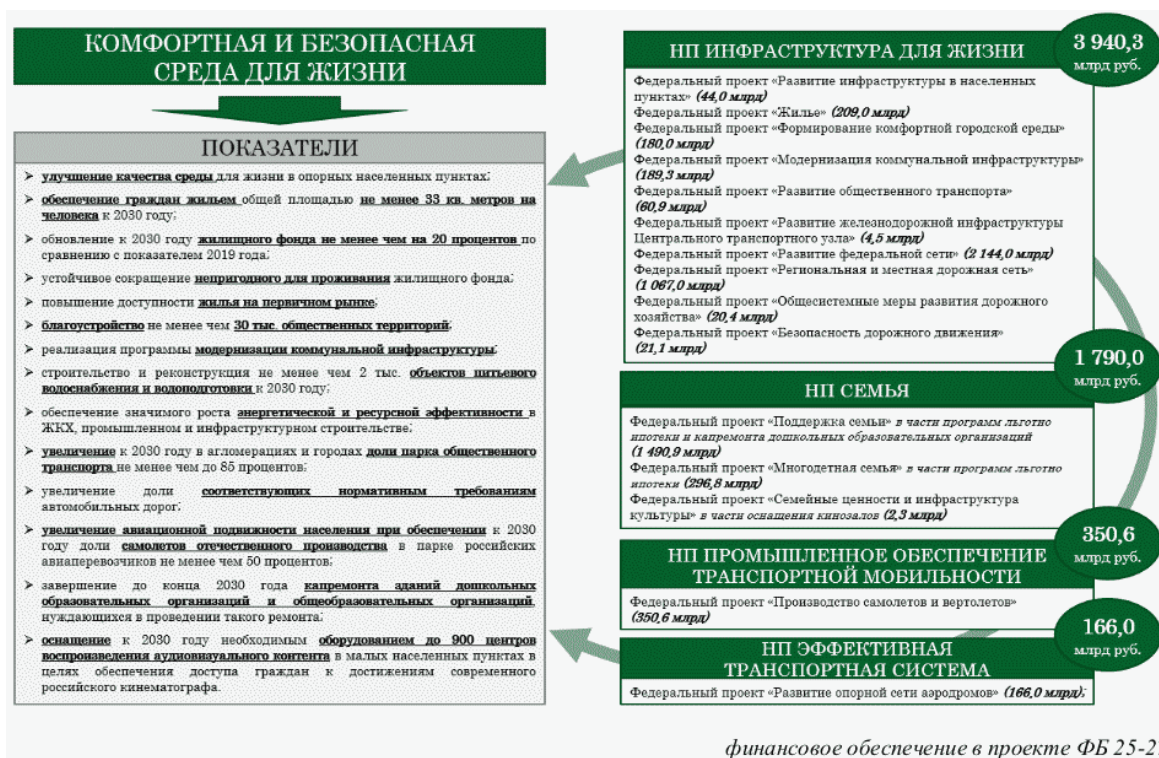 КОМФОРТНАЯ И БЕЗОПАСНАЯ
СРЕДА ДЛЯ ЖИЗНИ
ПОКАЗАТЕЛИ
➢ улучшение качества среды для жизни в опорных населенных пунктах;
➢ обеспечение граждан жильем общей площадью не менее 33 кв. метров на
человека к 2030 году;
➢ обновление к 2030 году жилищного фонда не менее чем на 20 процентов по
сравнению с показателем 2019 года;
➢ устойчивое сокращение непригодного для проживания жилищного фонда;
➢ повышение доступности жилья на первичном рынке;
➢ благоустройство не менее чем 30 тыс. общественных территорий;
➢ реализация программы модернизации коммунальной инфраструктуры;
➢ строительство и реконструкция не менее чем 2 тыс. объектов питьевого
водоснабжения и водоподготовки к 2030 году;
➢ обеспечение значимого роста энергетической и ресурсной эффективности в
ЖКХ, промышленном и инфраструктурном строительстве;
➢ увеличение к 2030 году в агломерациях и городах доли парка общественного
транспорта не менее чем до 85 процентов;
➢ увеличение доли соответствующих нормативным требованиям
автомобильных дорог;
➢ увеличение авиационной подвижности населения при обеспечении к 2030
году доли самолетов отечественного производства в парке российских
авиаперевозчиков не менее чем 50 процентов;
➢ завершение до конца 2030 года капремонта зданий дошкольных
образовательных организаций и общеобразовательных организаций,
нуждающихся в проведении такого ремонта;
➢ оснащение к 2030 году необходимым оборудованием до 900 центров
воспроизведения аудиовизуального контента в малых населенных пунктах в
целях обеспечения доступа граждан к достижениям современного
российского кинематографа.
НП ИНФРАСТРУКТУРА ДЛЯ ЖИЗНИ
3 940,3
млрд руб.
Федеральный проект «Развитие инфраструктуры в населенных
пунктах» (44,0 млрд)
Федеральный проект «Жилье» (209,0 млрд)
Федеральный проект «Формирование комфортной городской среды»
(180,0 млрд)
Федеральный проект «Модернизация коммунальной инфраструктуры»
(189,3 млрд)
Федеральный проект «Развитие общественного транспорта»
(60,9 млрд)
Федеральный проект «Развитие железнодорожной инфраструктуры
Центрального транспортного узла» (4,5 млрд)
Федеральный проект «Развитие федеральной сети» (2 144,0 млрд)
Федеральный проект «Региональная и местная дорожная сеть»
(1 067,0 млрд)
Федеральный проект «Общесистемные меры развития дорожного
хозяйства» (20,4 млрд)
Федеральный проект «Безопасность дорожного движения»
(21,1 млрд)
1 790,0
млрд руб.
НП СЕМЬЯ
Федеральный проект «Поддержка семьи» в части программ льготно
ипотеки и капремонта дошкольных образовательных организаций
(1 490,9 млрд)
Федеральный проект «Многодетная семья» в части программ льготно
ипотеки (296,8 млрд)
Федеральный проект «Семейные ценности и инфраструктура
культуры» в части оснащения кинозалов (2,3 млрд)
350,6
млрд руб.
НП ПРОМЫШЛЕННОЕ ОБЕСПЕЧЕНИЕ
ТРАНСПОРТНОЙ МОБИЛЬНОСТИ
Федеральный проект «Производство самолетов и вертолетов»
(350,6 млрд)
166,0
млрд руб.
НП ЭФФЕКТИВНАЯ
ТРАНСПОРТНАЯ СИСТЕМА
Федеральный проект «Развитие опорной сети аэродромов» (166,0 млрд);
финансовое обеспечение в проекте ФБ 25-2